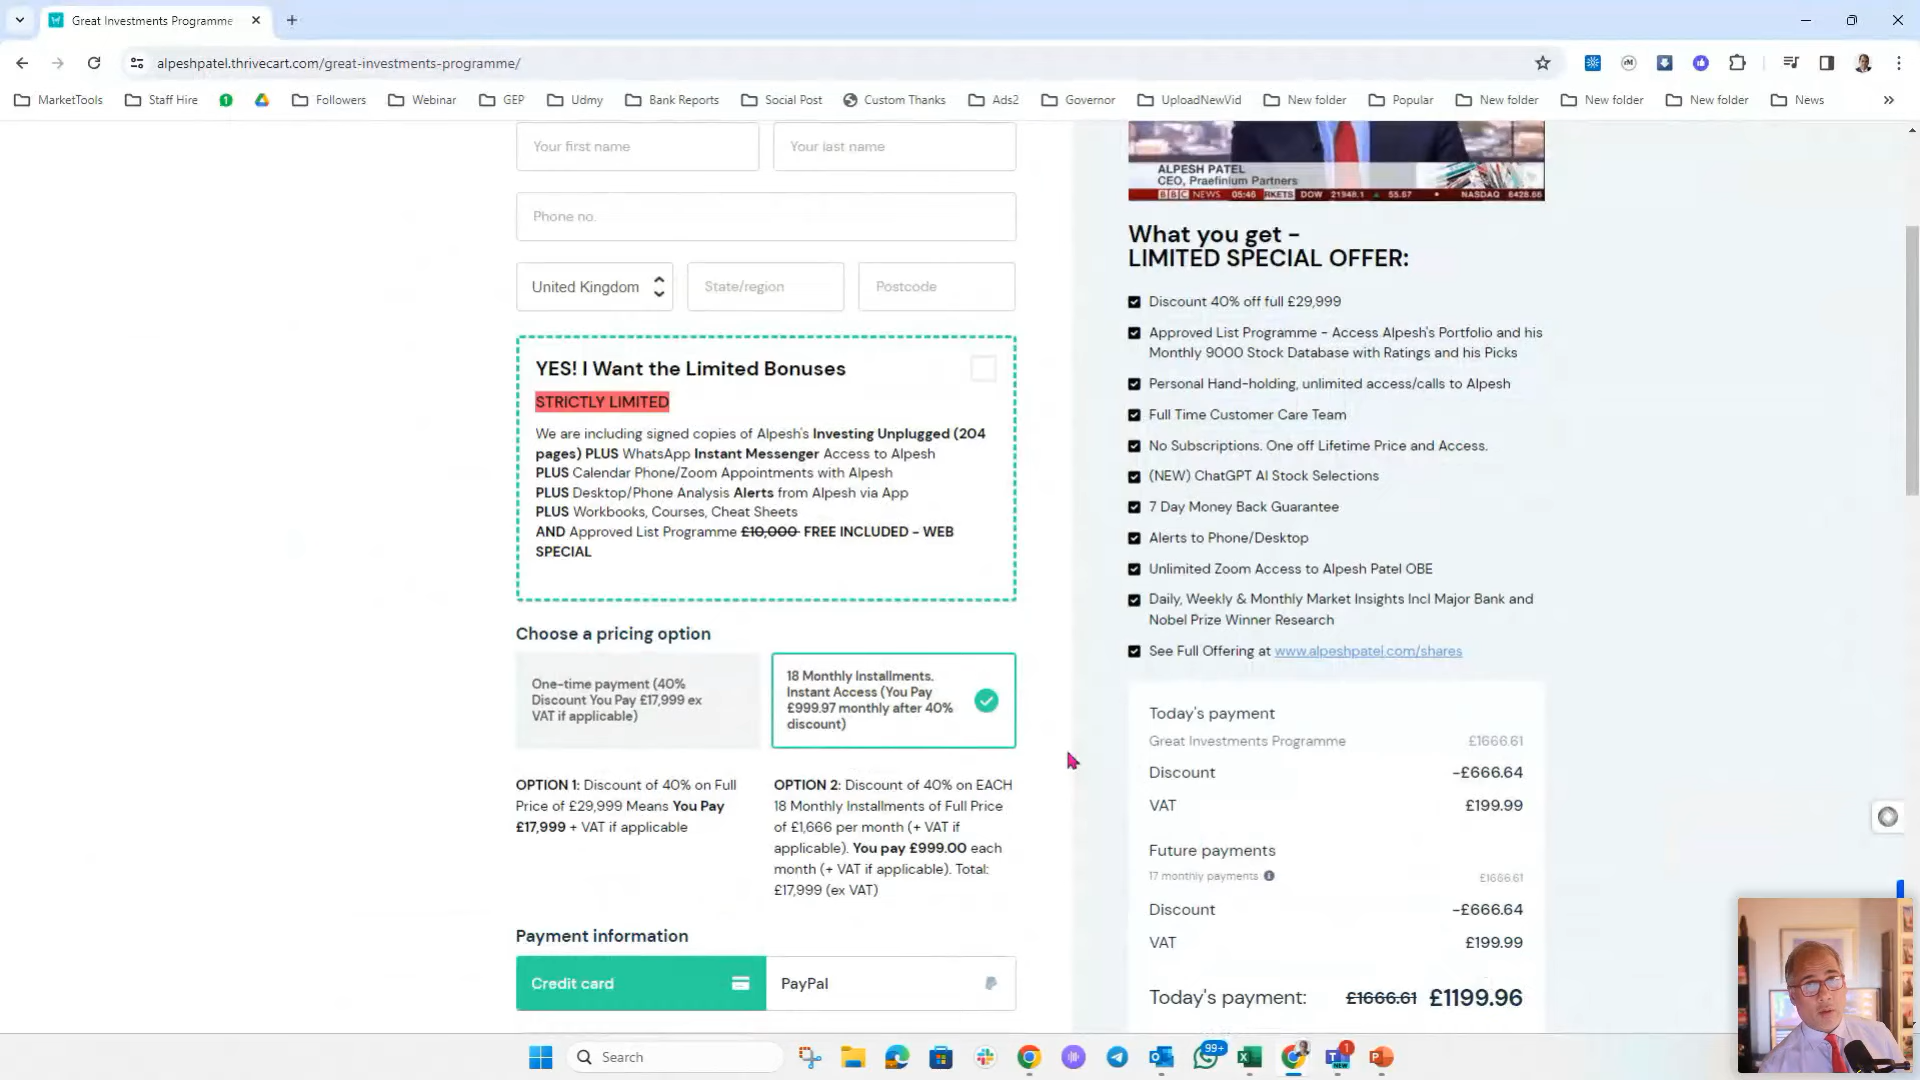 Great Investments Programme
alpeshpatel.thrivecart.com/great-investments-programme/
MarketTools
Staff Hire
Followers
Webinar
GEP
Udmy
Bank Reports
Social Post
Custom Thanks
Ads2
Governor
UploadNewVid
New folder
Popular
New folder
New folder
New folder
News
Your first name
Your last name
Phone no.
United Kingdom
State/region
Postcode
YES! I Want the Limited Bonuses
STRICTLY LIMITED
We are including signed copies of Alpesh's Investing Unplugged (204
pages) PLUS WhatsApp Instant Messenger Access to Alpesh
PLUS Calendar Phone/Zoom Appointments with Alpesh
PLUS Desktop/Phone Analysis Alerts from Alpesh via App
PLUS Workbooks, Courses, Cheat Sheets
AND Approved List Programme £10,000 FREE INCLUDED - WEB
SPECIAL
Choose a pricing option
One-time payment (40%
Discount You Pay £17,999 ex
VAT if applicable)
18 Monthly Installments.
Instant Access (You Pay
£999.97 monthly after 40%
discount)
OPTION 1: Discount of 40% on Full
Price of £29,999 Means You Pay
£17,999 + VAT if applicable
OPTION 2: Discount of 40% on EACH
18 Monthly Installments of Full Price
of £1,666 per month (+ VAT if
applicable). You pay £999.00 each
month (+ VAT if applicable). Total:
£17,999 (ex VAT)
Payment information
Credit card
PayPal
ALPESH PATEL
CEO, Praefinium Partners
BBC NEWS 05:46 RKETS DOW 21948.1 55.67 NASDAQ 6428.66
What you get -
LIMITED SPECIAL OFFER:
Discount 40% off full £29,999
Approved List Programme - Access Alpesh's Portfolio and his
Monthly 9000 Stock Database with Ratings and his Picks
Personal Hand-holding, unlimited access/calls to Alpesh
Full Time Customer Care Team
No Subscriptions. One off Lifetime Price and Access.
(NEW) ChatGPT AI Stock Selections
7 Day Money Back Guarantee
Alerts to Phone/Desktop
Unlimited Zoom Access to Alpesh Patel OBE
Daily, Weekly & Monthly Market Insights Incl Major Bank and
Nobel Prize Winner Research
See Full Offering at www.alpeshpatel.com/shares
Today's payment
Great Investments Programme £1666.61
Discount -£666.64
VAT £199.99
Future payments
17 monthly payments £1666.61
Discount -£666.64
VAT £199.99
Today's payment: £1666.61 £1199.96
Search
99+
1